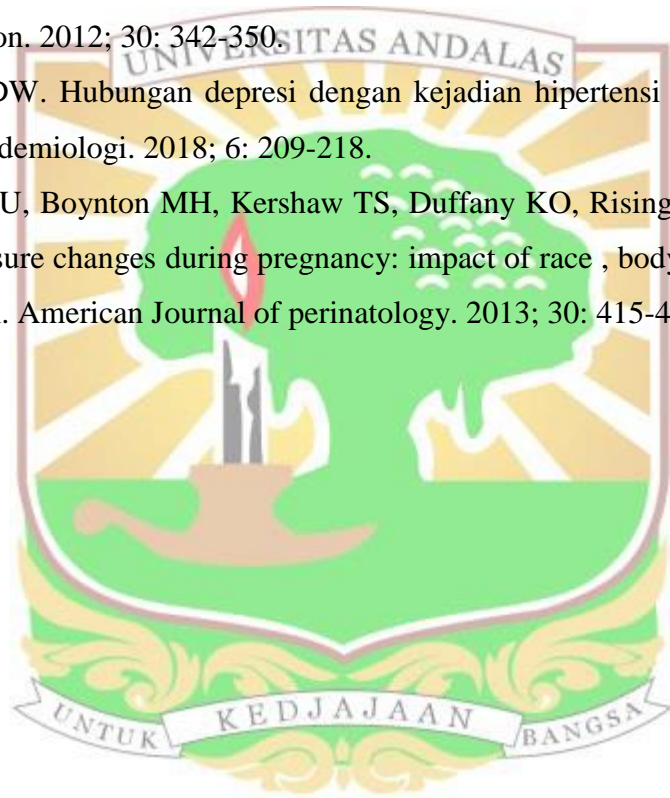 on. 2012; 30: 342-350.
UNIVERSITAS ANDALAS
DW. Hubungan depresi dengan kejadian hipertensi
demiologi. 2018; 6: 209-218.
U, Boynton MH, Kershaw TS, Duffany KO, Rising
sure changes during pregnancy: impact of race , body
. American Journal of perinatology. 2013; 30: 415-4
UNTUK KEDJAJAAN BANGSA